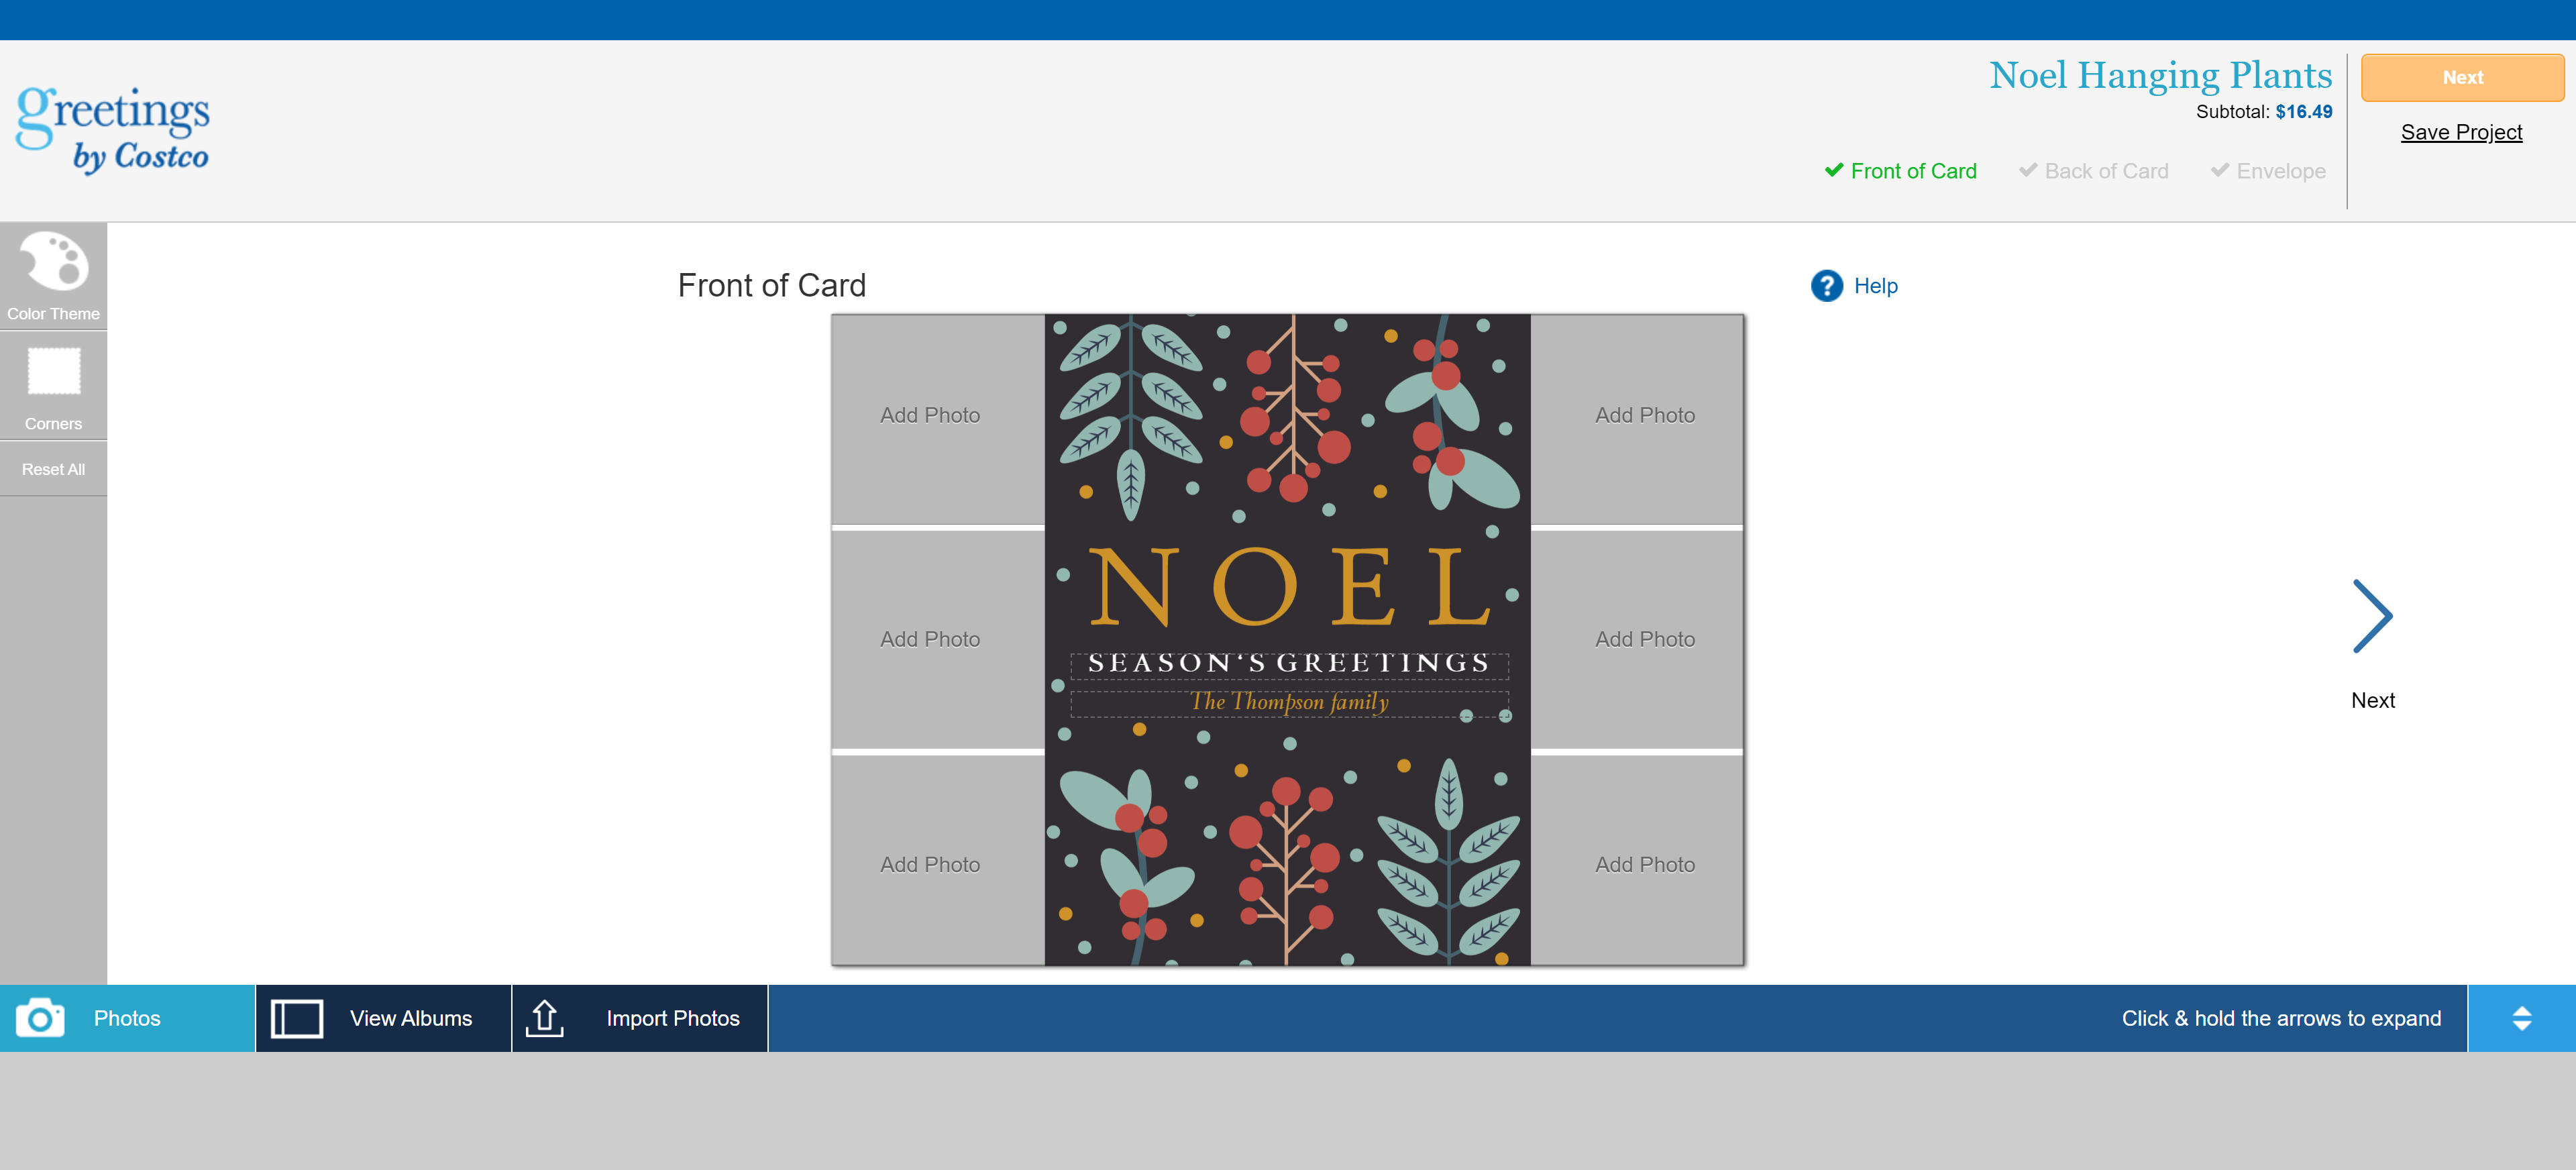 greetings
by Costco
Noel Hanging Plants
Subtotal: $16.49
Next
Save Project
Front of Card
Back of Card
Envelope
Color Theme
Corners
Reset All
Front of Card
Help
Add Photo
Add Photo
Add Photo
Add Photo
Add Photo
Add Photo
NOEL
SEASON'S GREETINGS
The Thompson family
Next
Photos
View Albums
Import Photos
Click & hold the arrows to expand